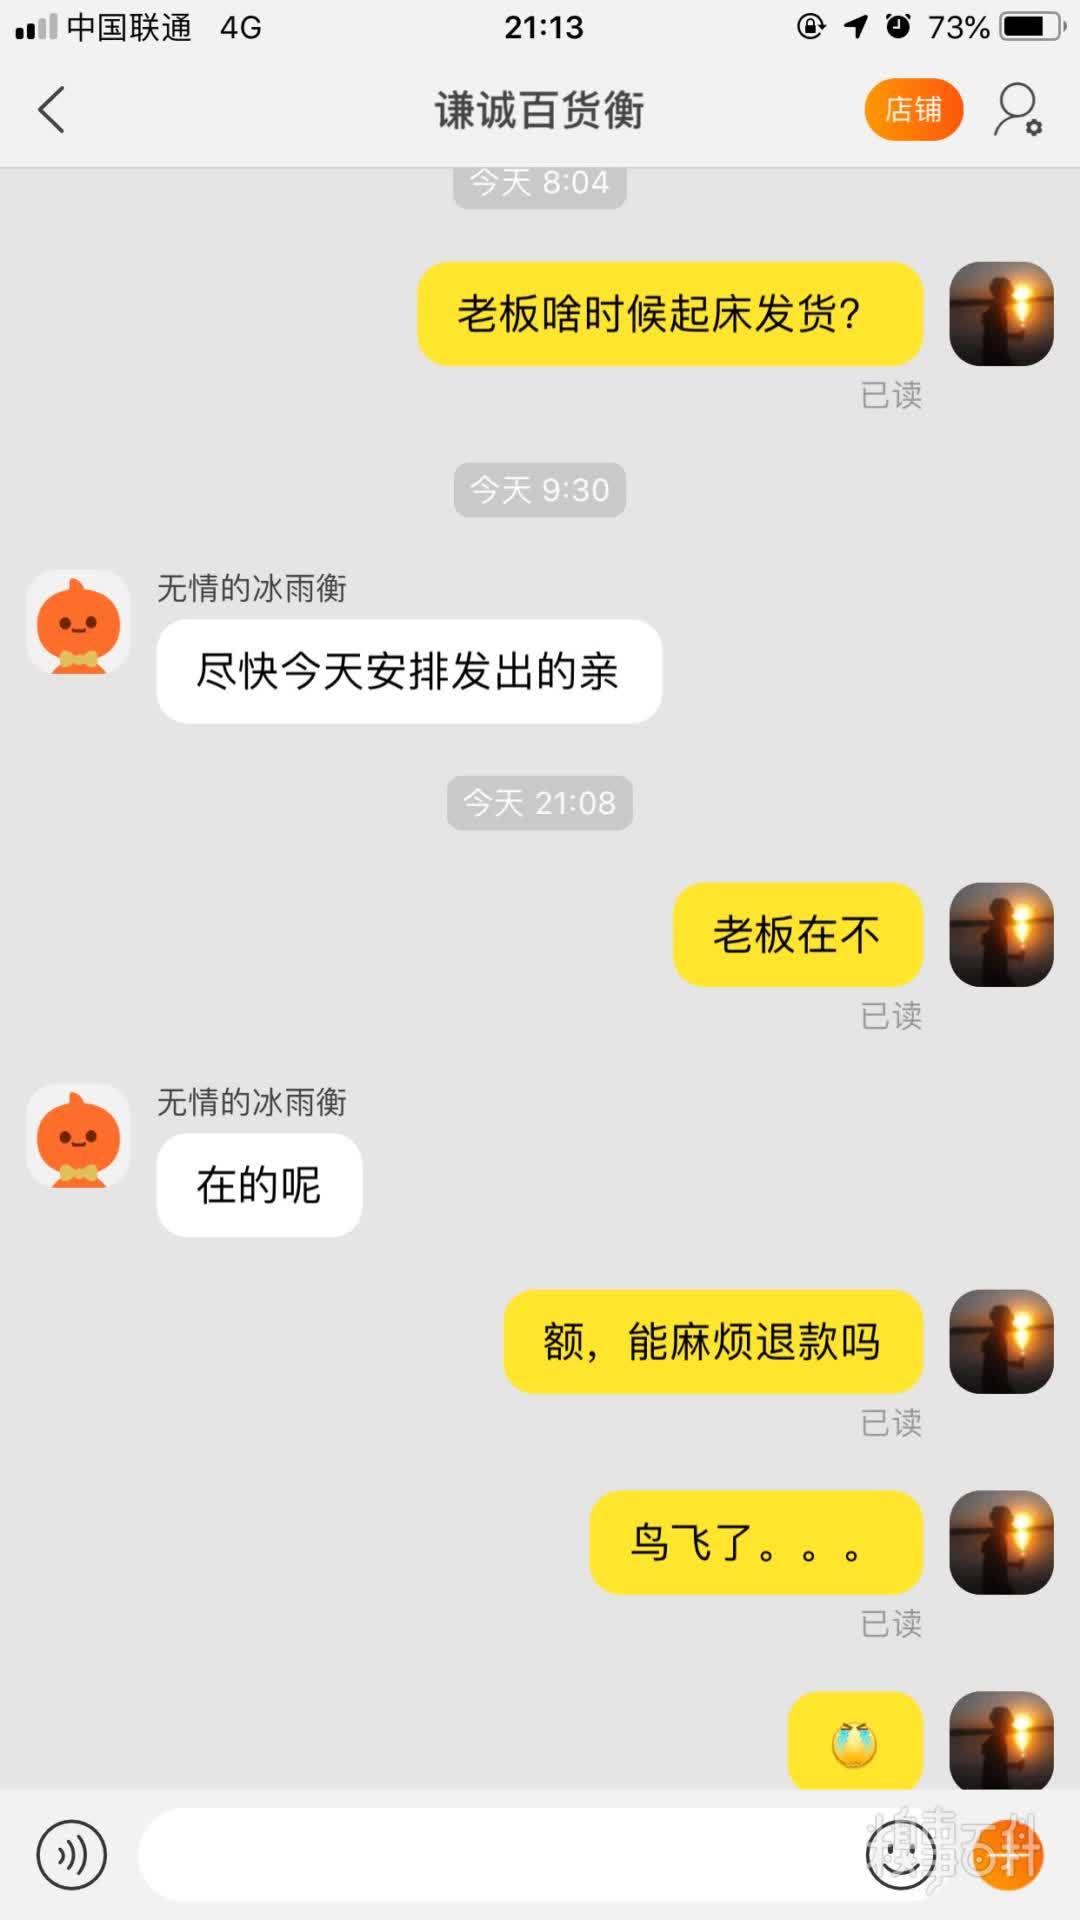 中国联通 4G 21:13 73%
谦诚百货衡 店铺
今天 8:04
老板啥时候起床发货?
已读
今天 9:30
无情的冰雨衡
尽快今天安排发出的亲
今天 21:08
老板在不
已读
无情的冰雨衡
在的呢
额，能麻烦退款吗
已读
鸟飞了。。。
已读
糗事百科